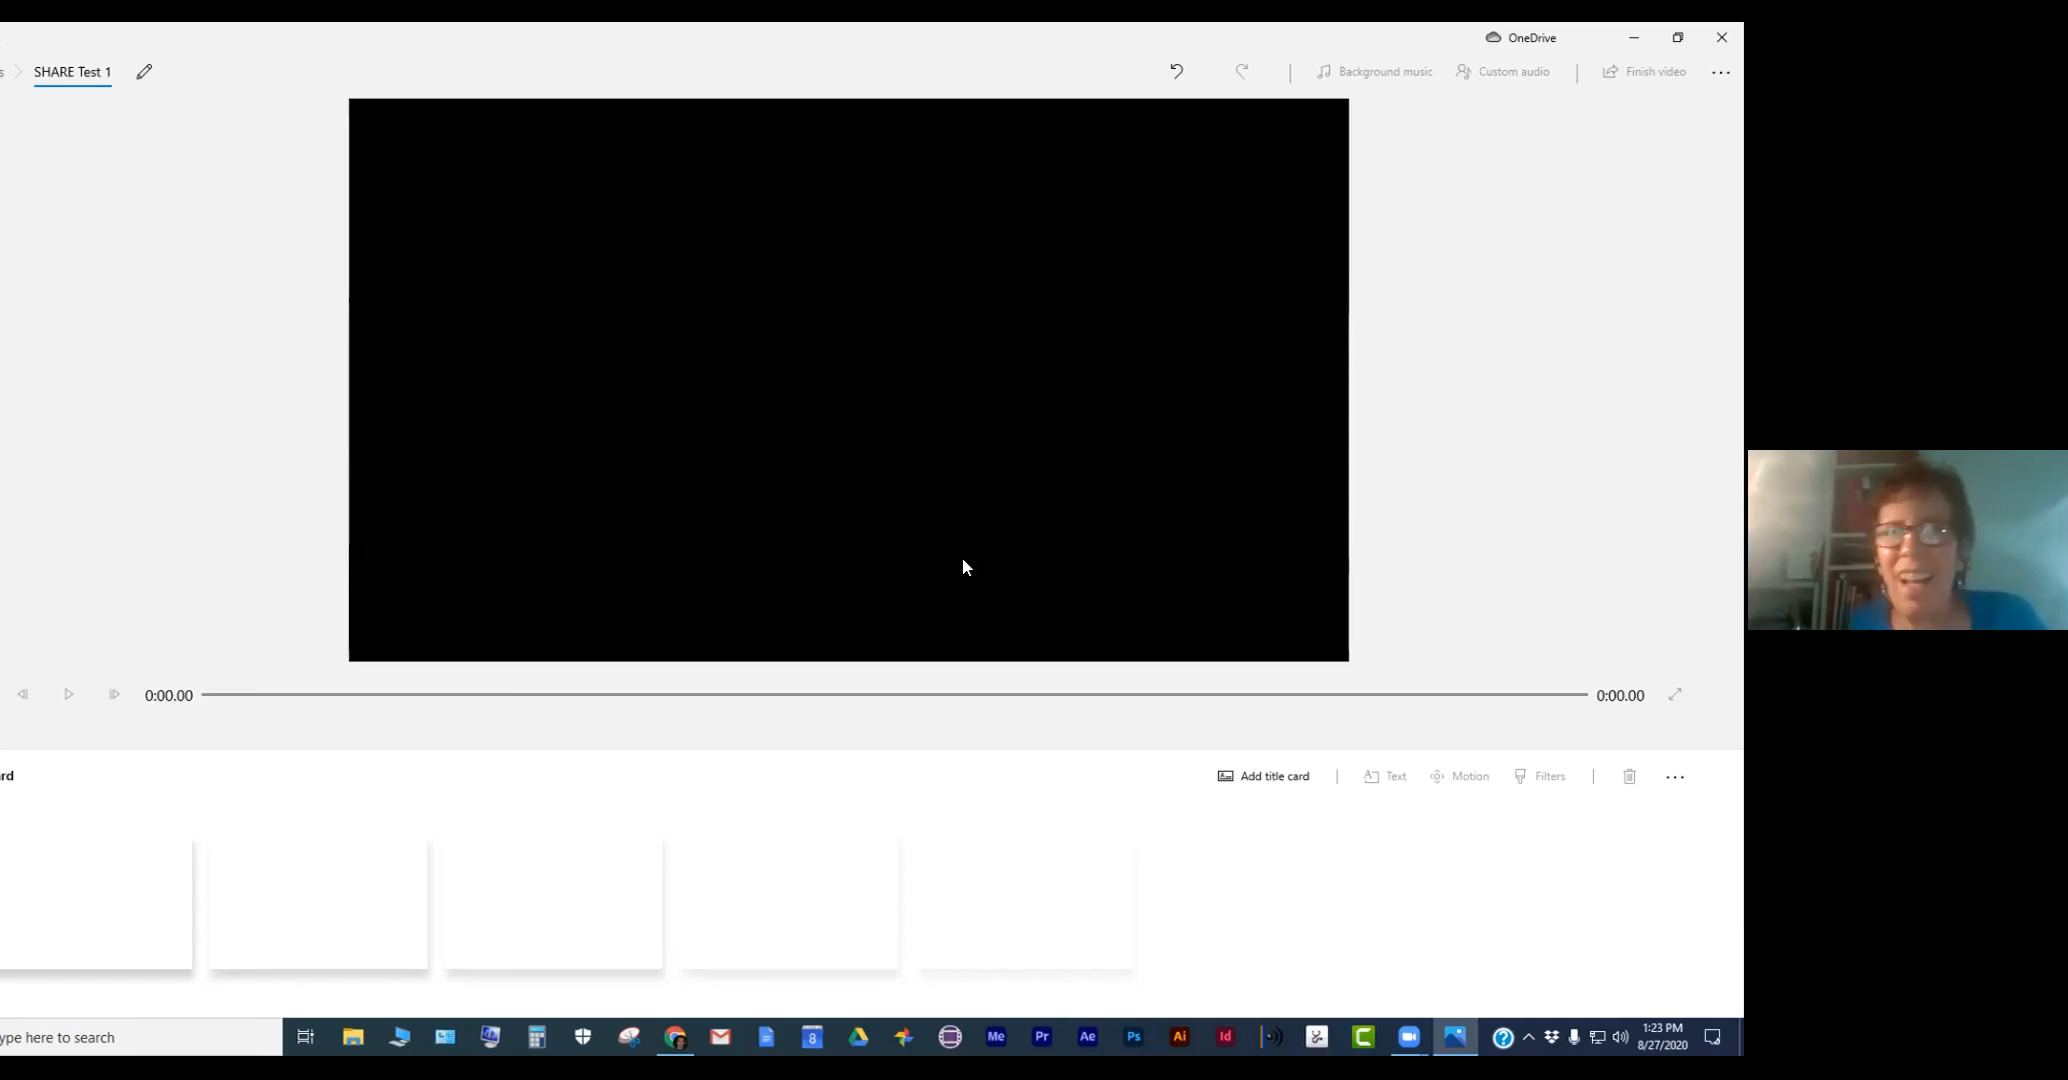 OneDrive
s
SHARE Test 1
Background music
Custom audio
Finish video
0:00.00
0:00.00
rd
Add title card
Text
Motion
Filters
ype here to search
8
Me
Pr
Ae
Ps
Ai
Id
1:23 PM
8/27/2020